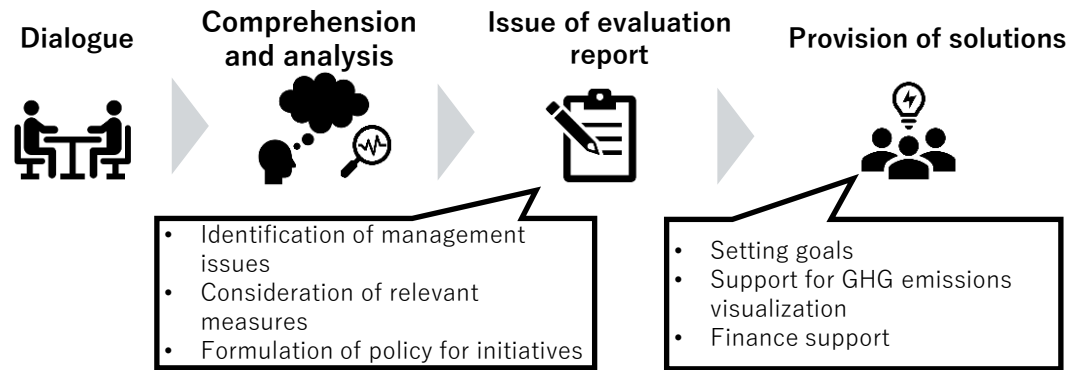 Dialogue
Comprehension
and analysis
Issue of evaluation
report
Provision of solutions
• Identification of management
issues
• Consideration of relevant
measures
• Formulation of policy for initiatives
• Setting goals
• Support for GHG emissions
visualization
• Finance support